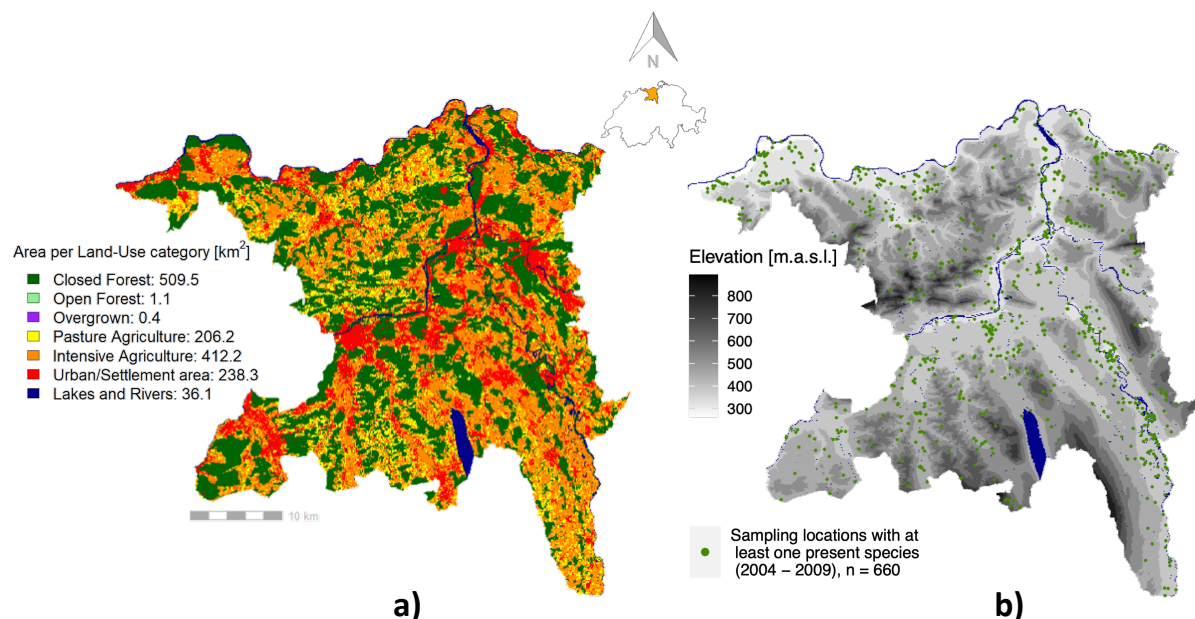 N
Area per Land-Use category [km²]
Closed Forest: 509.5
Open Forest: 1.1
Overgrown: 0.4
Pasture Agriculture: 206.2
Intensive Agriculture: 412.2
Urban/Settlement area: 238.3
Lakes and Rivers: 36.1
10 km
a)
Elevation [m.a.s.l.]
900
800
700
600
500
400
300
Sampling locations with at
least one present species
(2004 – 2009), n = 660
b)